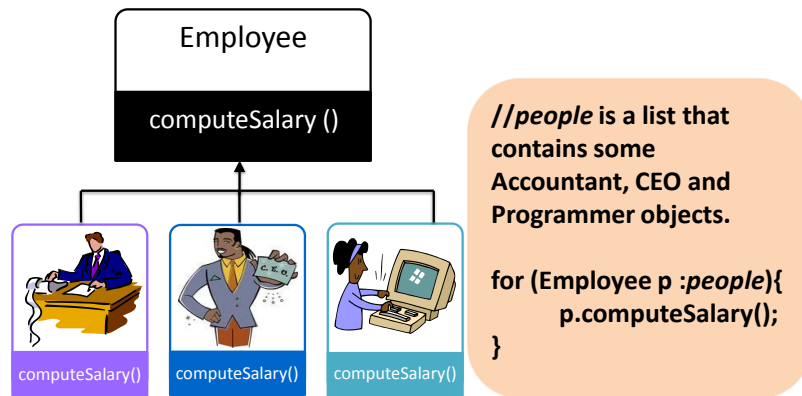 Employee
computeSalary ()
C. E. O.
computeSalary()
computeSalary()
computeSalary()
//people is a list that
contains some
Accountant, CEO and
Programmer objects.
for (Employee p :people){
p.computeSalary();
}